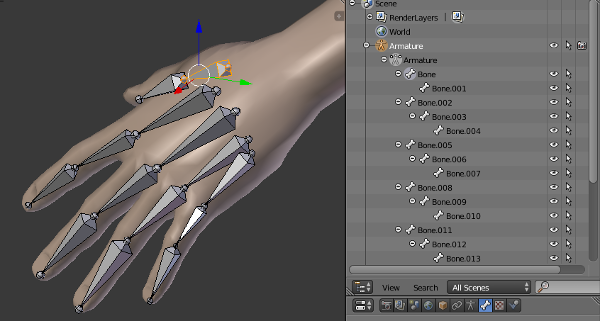 Scene
RenderLayers |
World
Armature
Armature
Bone
Bone.001
Bone.002
Bone.003
Bone.004
Bone.005
Bone.006
Bone.007
Bone.008
Bone.009
Bone.010
Bone.011
Bone.012
Bone.013
View Search All Scenes